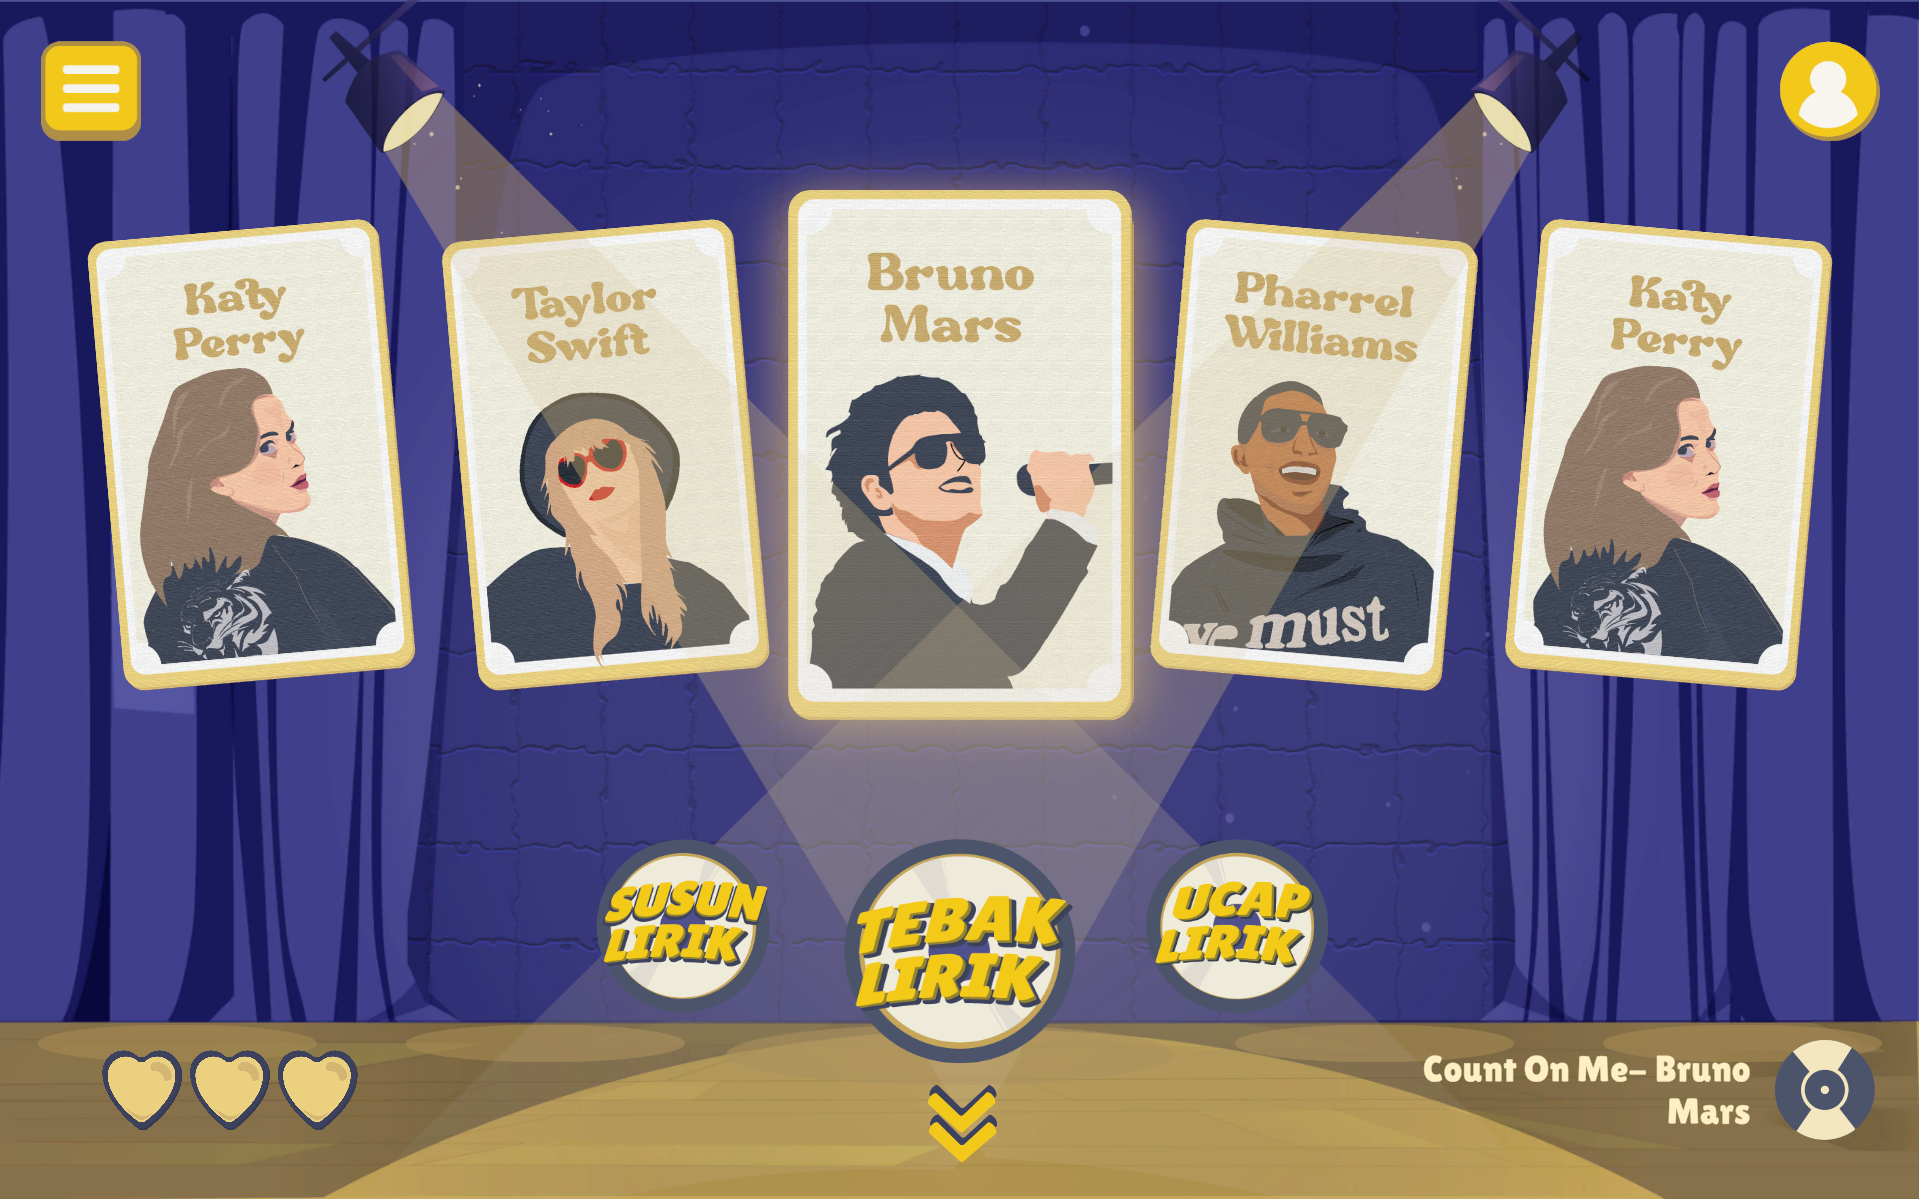 Katy
Perry
Taylor
Swift
Bruno
Mars
Pharrel
Williams
must
Katy
Perry
SUSUN
LIRIK
TEBAK
LIRIK
UCAP
LIRIK
Count On Me– Bruno
Mars